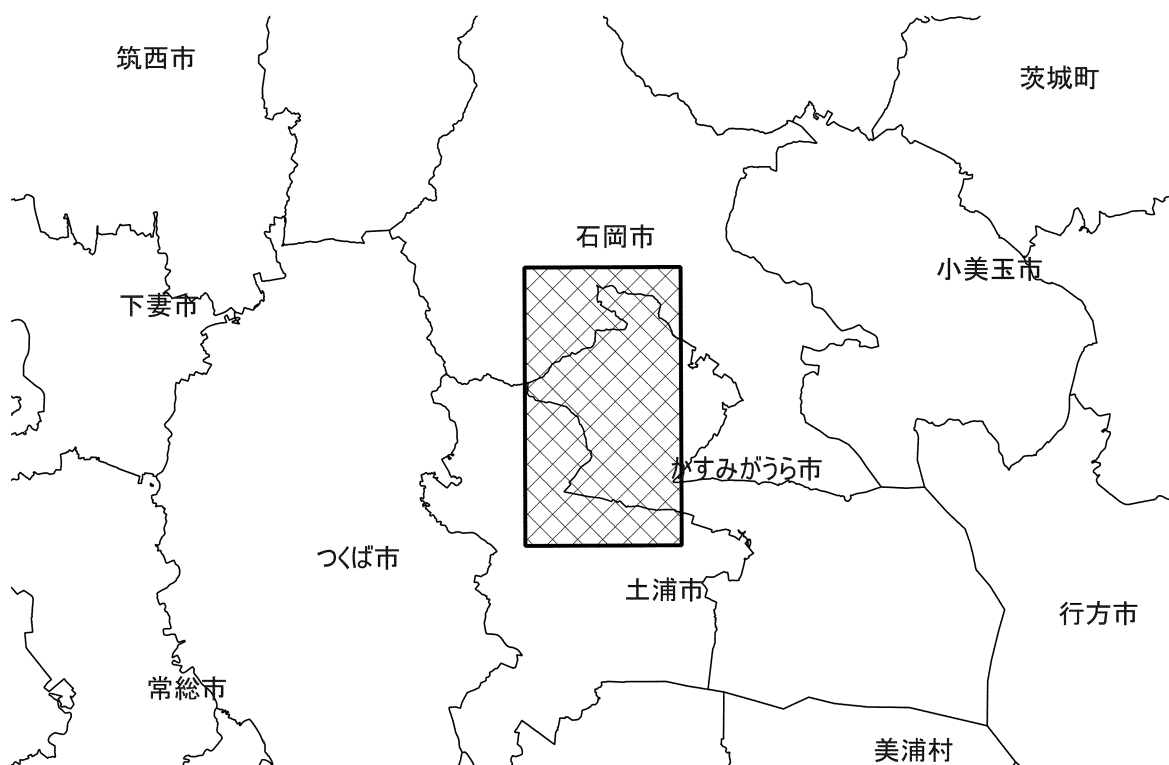 筑西市
茨城町
石岡市
小美玉市
下妻市
かすみがうら市
つくば市
土浦市
行方市
常総市
美浦村